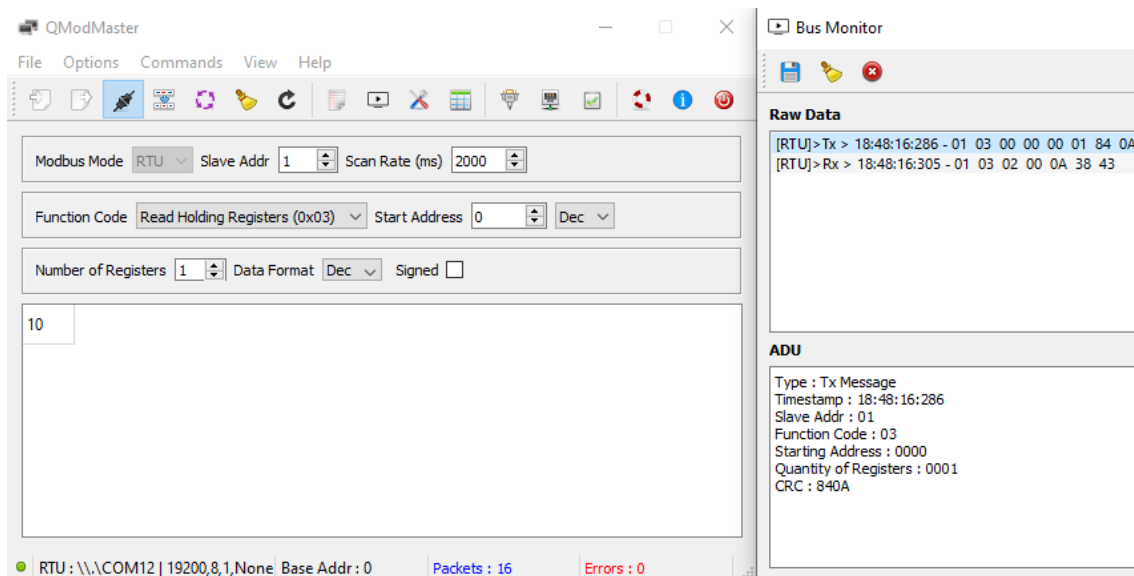 QModMaster
File Options Commands View Help
Modbus Mode RTU Slave Addr 1 Scan Rate (ms) 2000
Function Code Read Holding Registers (0x03) Start Address 0 Dec
Number of Registers 1 Data Format Dec Signed
10
RTU : \\.\COM12 | 19200,8,1,None Base Addr : 0 Packets : 16 Errors : 0
Bus Monitor
Raw Data
[RTU]>Tx > 18:48:16:286 - 01 03 00 00 00 01 84 0A
[RTU]>Rx > 18:48:16:305 - 01 03 02 00 0A 38 43
ADU
Type : Tx Message
Timestamp : 18:48:16:286
Slave Addr : 01
Function Code : 03
Starting Address : 0000
Quantity of Registers : 0001
CRC : 840A